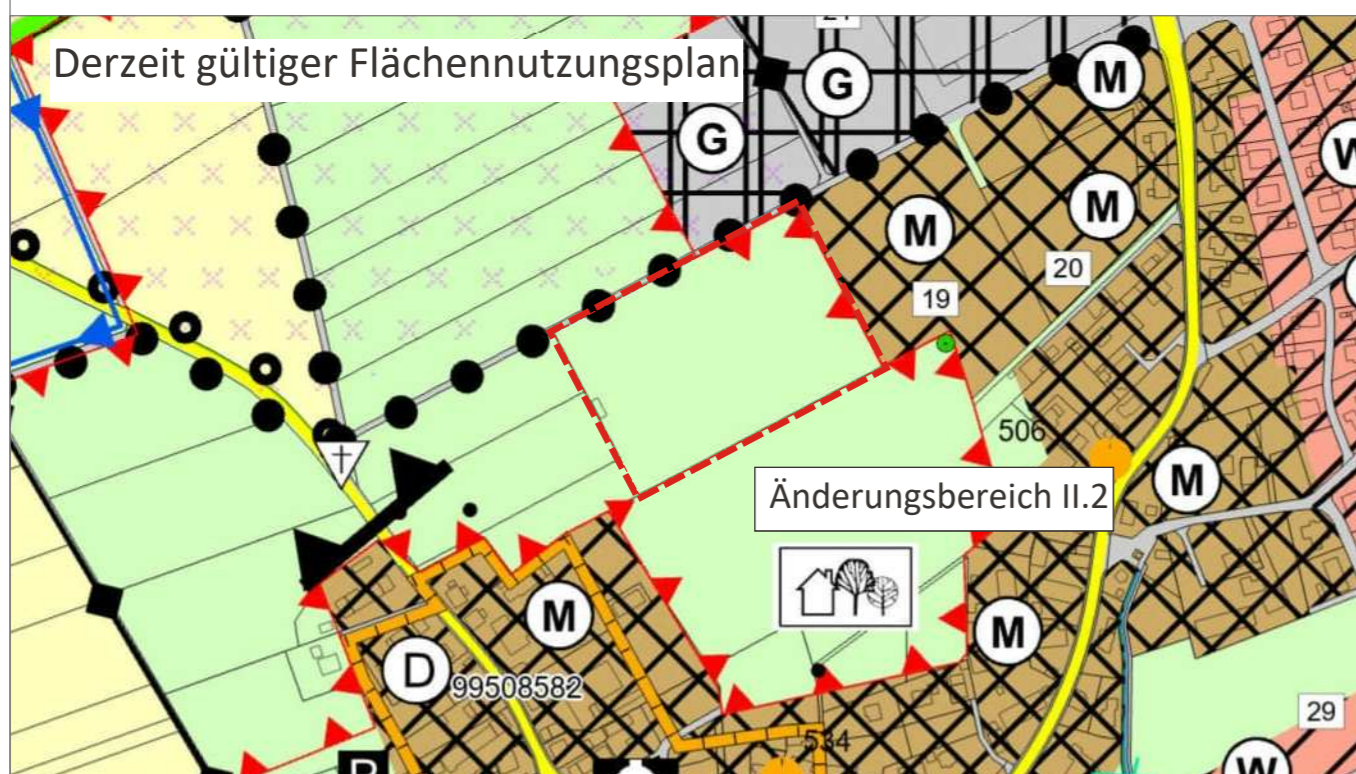 Derzeit gültiger Flächennutzungsplan
G
G
M
M
M
W
20
19
506
Änderungsbereich II.2
M
M
M
D
99508582
534
29
W